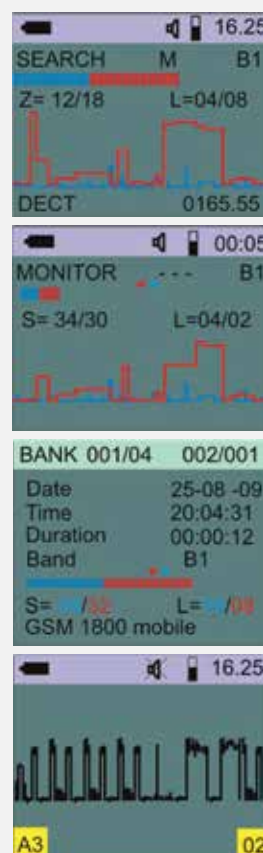 16.25
SEARCH M B1
Z= 12/18 L=04/08
DECT 0165.55
00:05
MONITOR - - - B1
S= 34/30 L=04/02
BANK 001/04 002/001
Date 25-08 -09
Time 20:04:31
Duration 00:00:12
Band B1
S= /32 L= /08
GSM 1800 mobile
16.25
A3 02